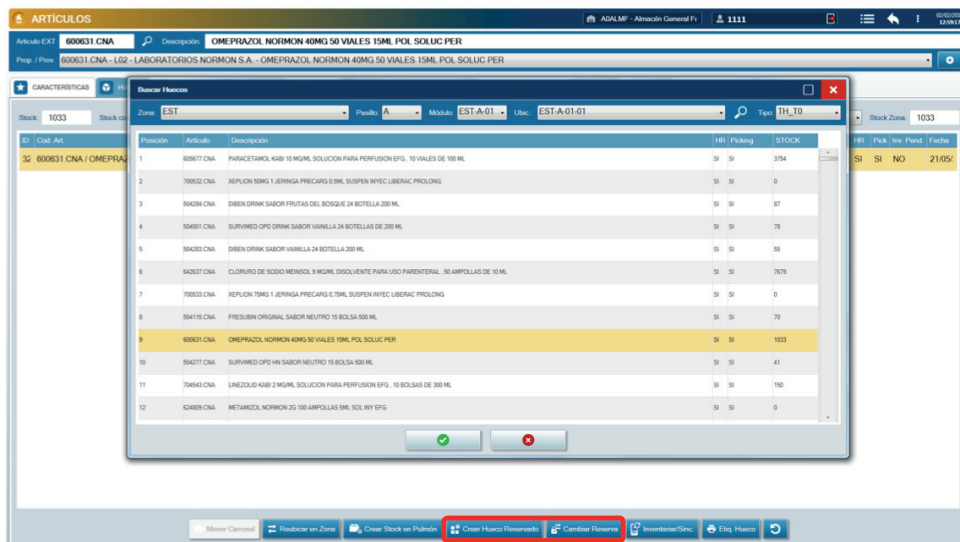 ARTÍCULOS A0ALMF - Almacén General Fi 1111 02/02/201
12:59:17
Artículo EXT 600631.CNA Descripción OMEPRAZOL NORMON 40MG 50 VIALES 15ML POL SOLUC PER
Prop. / Prov. 600631.CNA - L02 - LABORATORIOS NORMON S.A. - OMEPRAZOL NORMON 40MG 50 VIALES 15ML POL SOLUC PER
CARACTERÍSTICAS
Buscar Huecos
Stock: 1033 Zona: EST Pasillo: A Módulo: EST-A-01 Ubic.: EST-A-01-01 Tipo: TH_T0 Stock Zona: 1033
ID Cod. Art. HR Pick Inv. Pend. Fecha
32 600631.CNA / OMEPRAZ SI SI NO 21/05/
Posición Artículo Descripción HR Picking STOCK
1 605677.CNA PARACETAMOL KABI 10 MG/ML SOLUCION PARA PERFUSION EFG , 10 VIALES DE 100 ML SI SI 3754
2 700532.CNA XEPLION 50MG 1 JERINGA PRECARG 0,5ML SUSPEN INYEC LIBERAC PROLONG SI SI 0
3 504284.CNA DIBEN DRINK SABOR FRUTAS DEL BOSQUE 24 BOTELLA 200 ML SI SI 87
4 504501.CNA SURVIMED OPD DRINK SABOR VAINILLA 24 BOTELLAS DE 200 ML SI SI 78
5 504283.CNA DIBEN DRINK SABOR VAINILLA 24 BOTELLA 200 ML SI SI 55
6 642637.CNA CLORURO DE SODIO MEINSOL 9 MG/ML DISOLVENTE PARA USO PARENTERAL , 50 AMPOLLAS DE 10 ML SI SI 7679
7 700533.CNA XEPLION 75MG 1 JERINGA PRECARG 0,75ML SUSPEN INYEC LIBERAC PROLONG SI SI 0
8 504115.CNA FRESUBIN ORIGINAL SABOR NEUTRO 15 BOLSA 500 ML SI SI 70
9 600631.CNA OMEPRAZOL NORMON 40MG 50 VIALES 15ML POL SOLUC PER SI SI 1033
10 504277.CNA SURVIMED OPD HN SABOR NEUTRO 15 BOLSA 500 ML SI SI 41
11 704543.CNA LINEZOLID KABI 2 MG/ML SOLUCION PARA PERFUSION EFG , 10 BOLSAS DE 300 ML SI SI 150
12 624809.CNA METAMIZOL NORMON 2G 100 AMPOLLAS 5ML SOL INY EFG SI SI 0
Mover Carrusel Reubicar en Zona Crear Stock en Pulmón Crear Hueco Reservado Cambiar Reserva Inventariar/Sinc. Etiq. Hueco